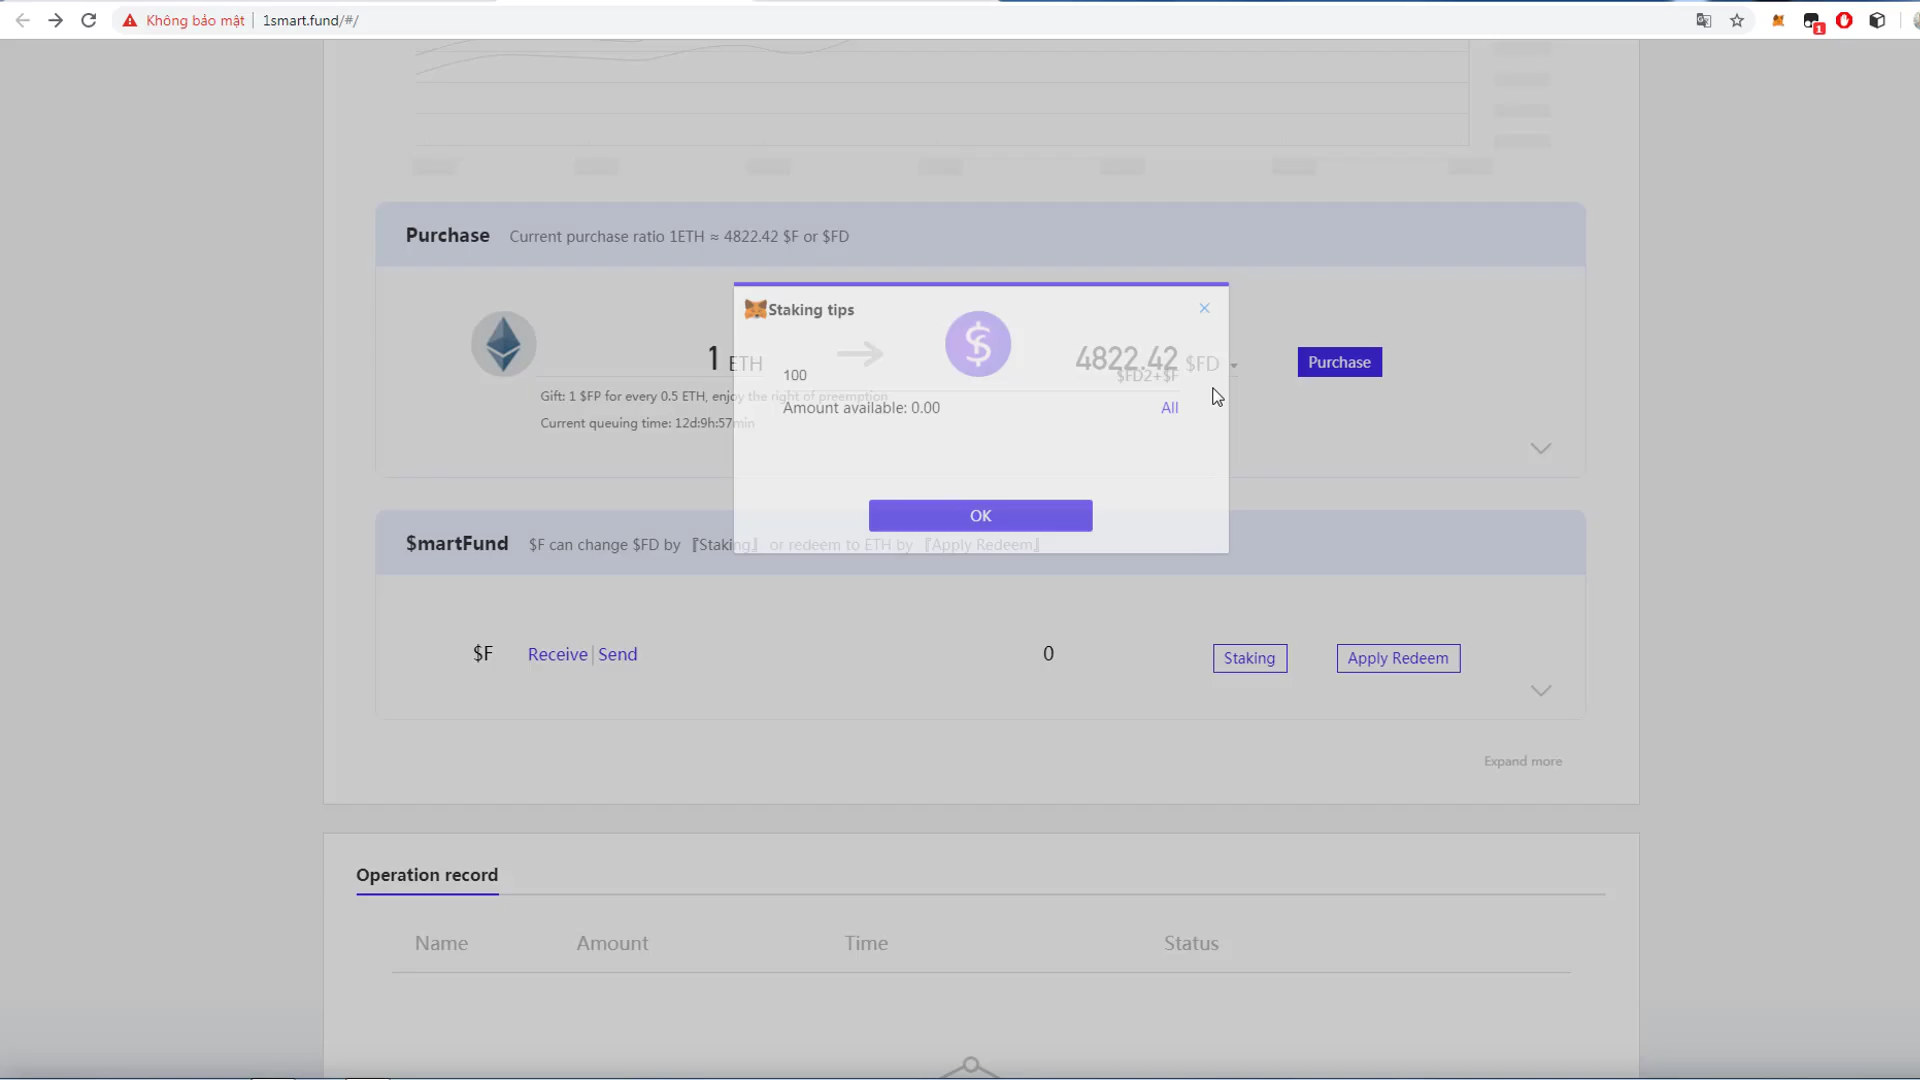 Không bảo mật 1smart.fund/#/
1
Purchase Current purchase ratio 1ETH ≈ 4822.42 $F or $FD
Staking tips
1 ETH
4822.42 $FD
Purchase
100
$FD2+$F
Gift: 1 $FP for every 0.5 ETH, enjoy the right of preemption
Amount available: 0.00 All
Current queuing time: 12d:9h:57min
OK
$martFund $F can change $FD by 『Staking』 or redeem to ETH by 『Apply Redeem』
$F Receive | Send 0 Staking Apply Redeem
Expand more
Operation record
Name Amount Time Status